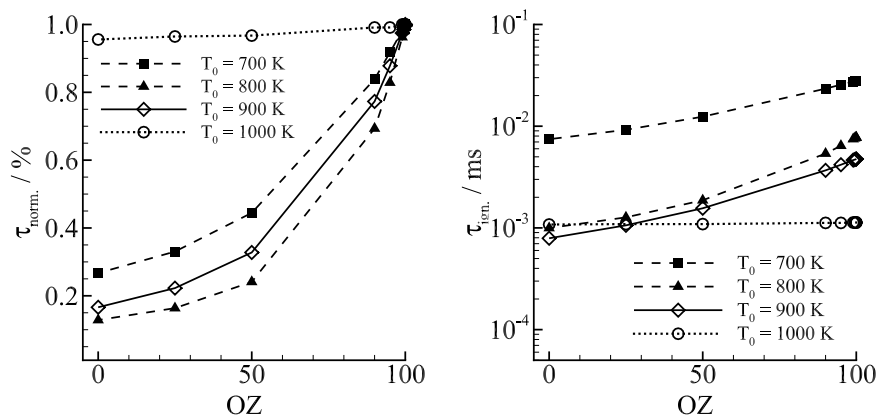 τnorm. / %
1.0
0.8
0.6
0.4
0.2
T0 = 700 K
T0 = 800 K
T0 = 900 K
T0 = 1000 K
0 50 100
OZ
τign. / ms
10-1
10-2
10-3
10-4
T0 = 700 K
T0 = 800 K
T0 = 900 K
T0 = 1000 K
0 50 100
OZ